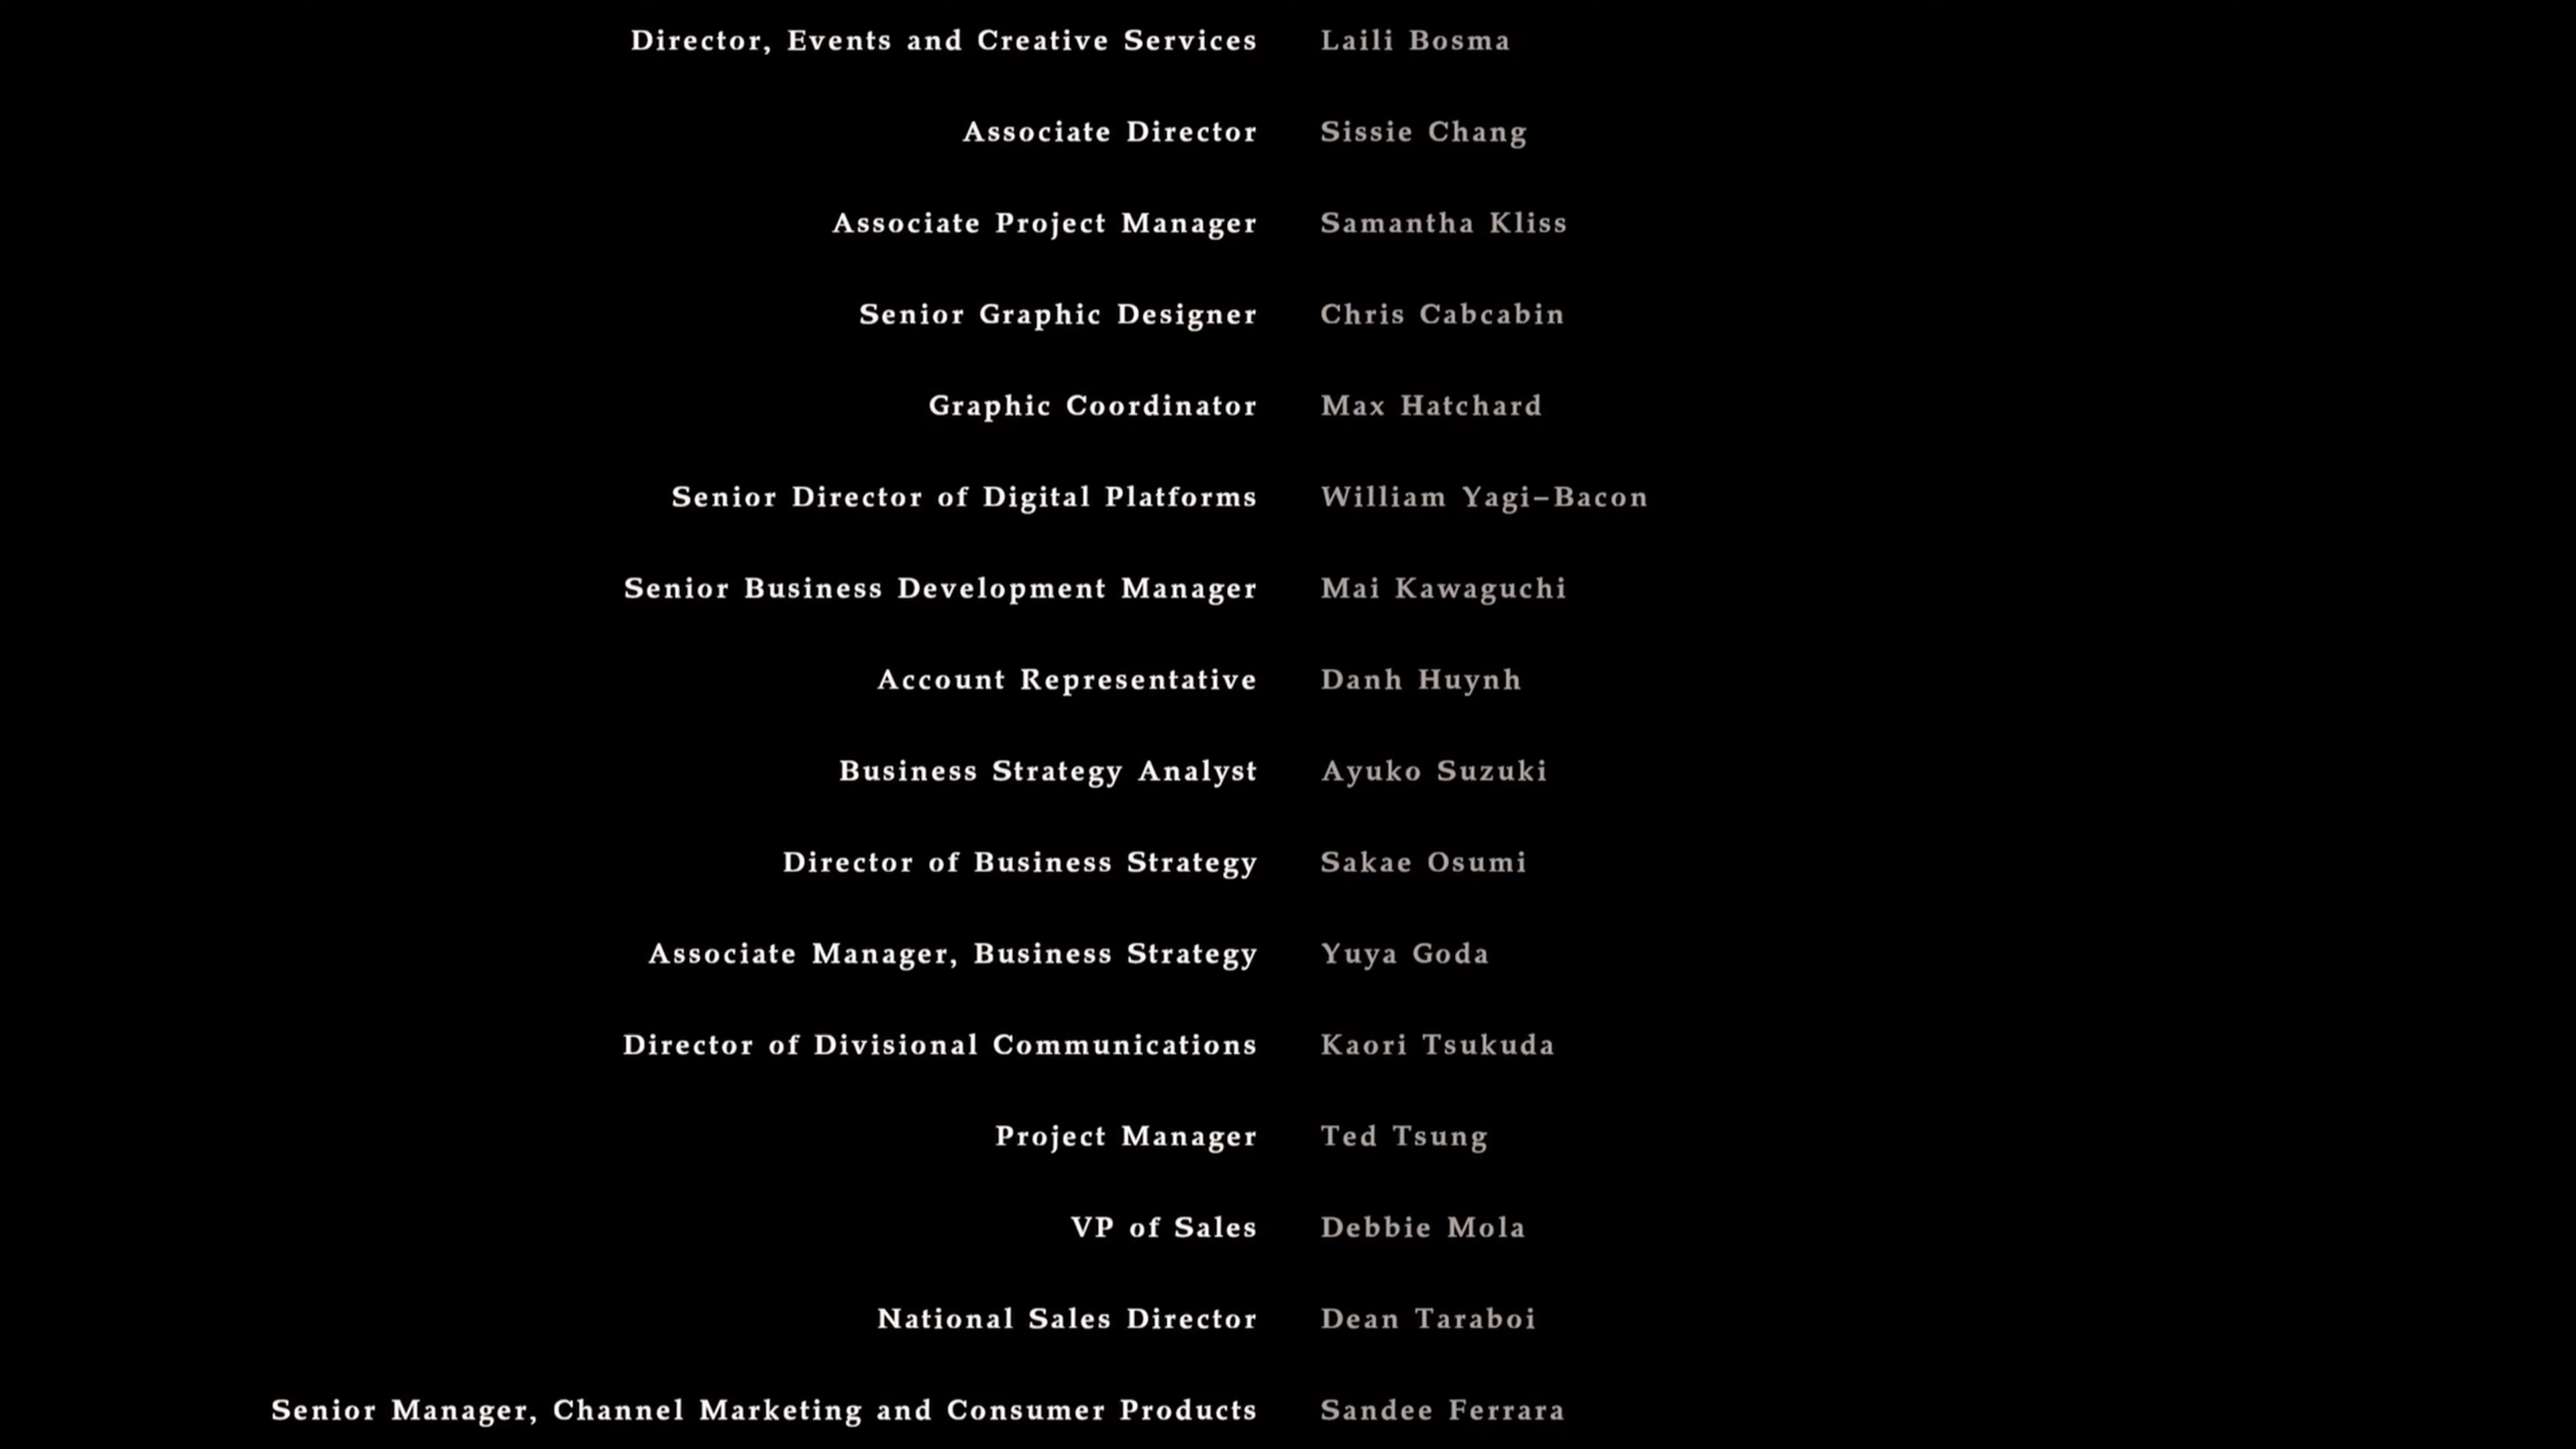 Director, Events and Creative Services Laili Bosma
Associate Director Sissie Chang
Associate Project Manager Samantha Kliss
Senior Graphic Designer Chris Cabcabin
Graphic Coordinator Max Hatchard
Senior Director of Digital Platforms William Yagi–Bacon
Senior Business Development Manager Mai Kawaguchi
Account Representative Danh Huynh
Business Strategy Analyst Ayuko Suzuki
Director of Business Strategy Sakae Osumi
Associate Manager, Business Strategy Yuya Goda
Director of Divisional Communications Kaori Tsukuda
Project Manager Ted Tsung
VP of Sales Debbie Mola
National Sales Director Dean Taraboi
Senior Manager, Channel Marketing and Consumer Products Sandee Ferrara